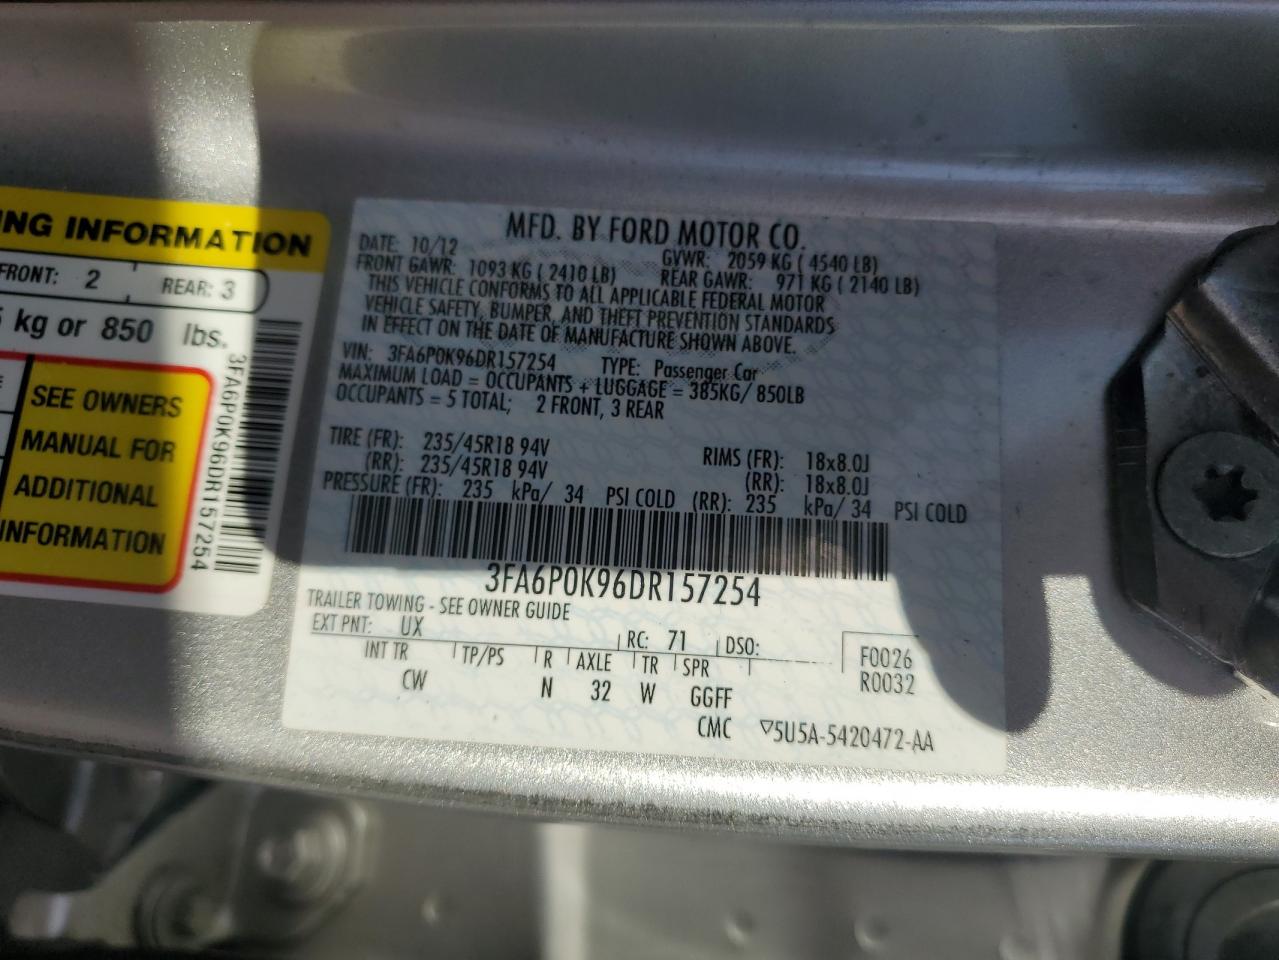 NG INFORMATION
FRONT: 2 REAR: 3
kg or 850 lbs.
SEE OWNERS
MANUAL FOR
ADDITIONAL
INFORMATION
3FA6P0K96DR157254
MFD. BY FORD MOTOR CO.
DATE: 10/12 GVWR: 2059 KG ( 4540 LB)
FRONT GAWR: 1093 KG ( 2410 LB) REAR GAWR: 971 KG ( 2140 LB)
THIS VEHICLE CONFORMS TO ALL APPLICABLE FEDERAL MOTOR
VEHICLE SAFETY, BUMPER, AND THEFT PREVENTION STANDARDS
IN EFFECT ON THE DATE OF MANUFACTURE SHOWN ABOVE.
VIN: 3FA6P0K96DR157254 TYPE: Passenger Car
MAXIMUM LOAD = OCCUPANTS + LUGGAGE = 385KG/ 850LB
OCCUPANTS = 5 TOTAL; 2 FRONT, 3 REAR
TIRE (FR): 235/45R18 94V RIMS (FR): 18x8.0J
(RR): 235/45R18 94V (RR): 18x8.0J
PRESSURE (FR): 235 kPa/ 34 PSI COLD (RR): 235 kPa/ 34 PSI COLD
3FA6P0K96DR157254
TRAILER TOWING - SEE OWNER GUIDE
EXT PNT: UX RC: 71 DSO: F0026
INT TR TP/PS R AXLE TR SPR R0032
CW N 32 W GGFF
CMC ▽5U5A-5420472-AA